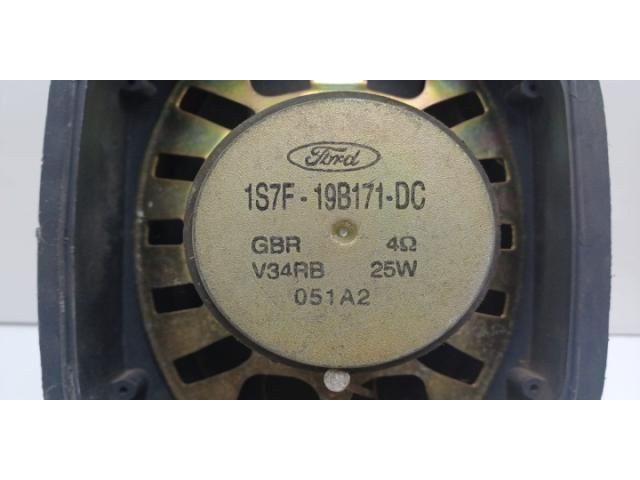 Ford
1S7F-19B171-DC
GBR 4Ω
V34RB 25W
051A2